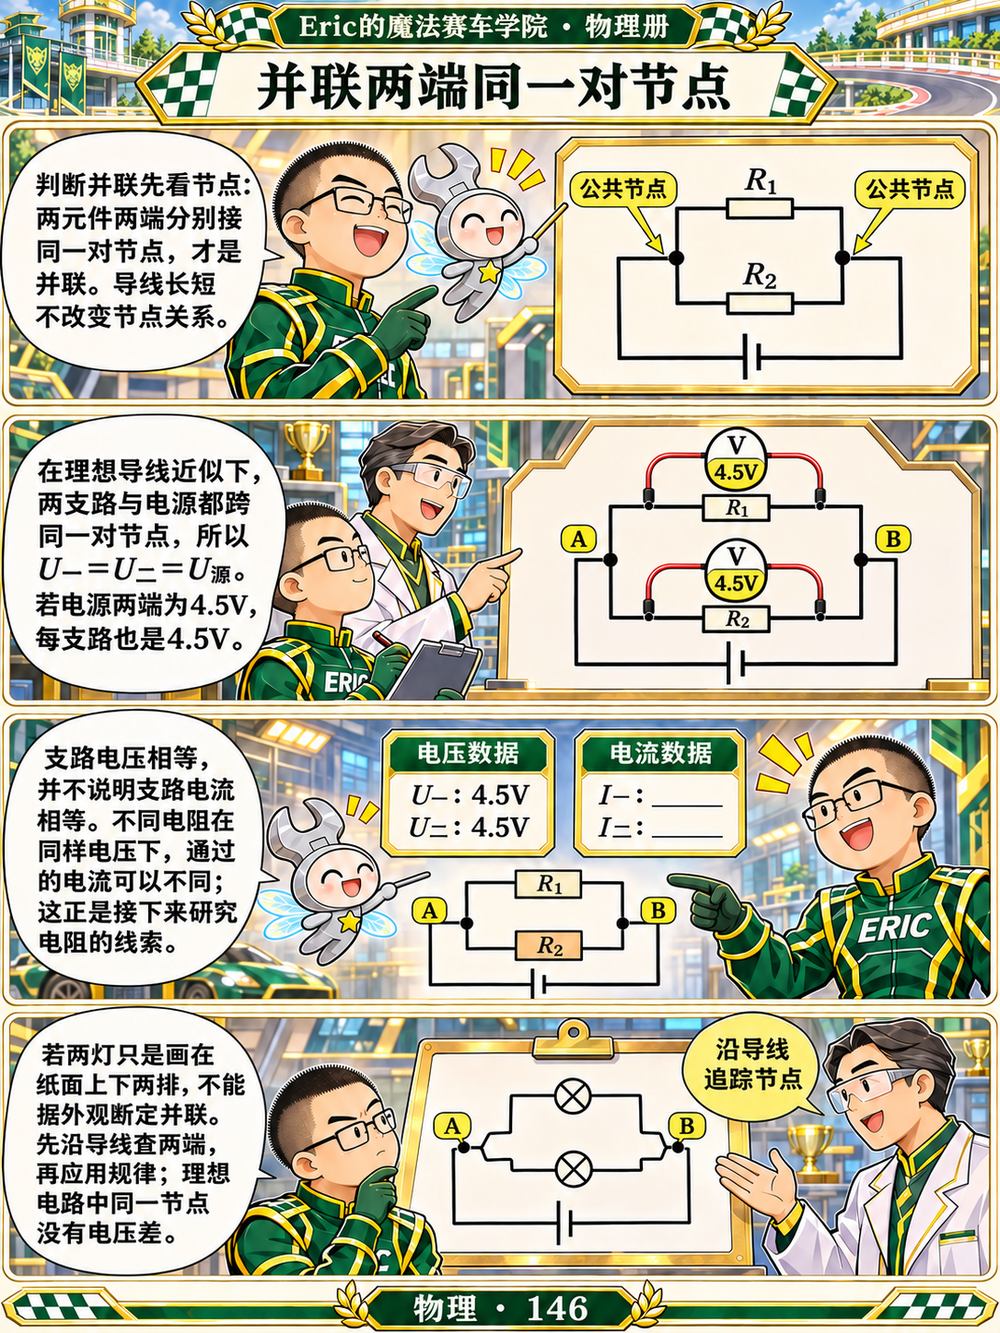 Eric的魔法赛车学院 · 物理册
并联两端同一对节点
判断并联先看节点:
两元件两端分别接
同一对节点，才是
并联。导线长短
不改变节点关系。
公共节点
R₁
公共节点
R₂
在理想导线近似下，
两支路与电源都跨
同一对节点，所以
U一＝U二＝U源。
若电源两端为4.5V，
每支路也是4.5V。
ERIC
V
4.5V
R₁
A
B
V
4.5V
R₂
支路电压相等，
并不说明支路电流
相等。不同电阻在
同样电压下，通过
的电流可以不同；
这正是接下来研究
电阻的线索。
电压数据
U一：4.5V
U二：4.5V
电流数据
I一：_____
I二：_____
R₁
A
B
R₂
ERIC
若两灯只是画在
纸面上下两排，不能
据外观断定并联。
先沿导线查两端，
再应用规律；理想
电路中同一节点
没有电压差。
A
B
沿导线
追踪节点
物理 · 146